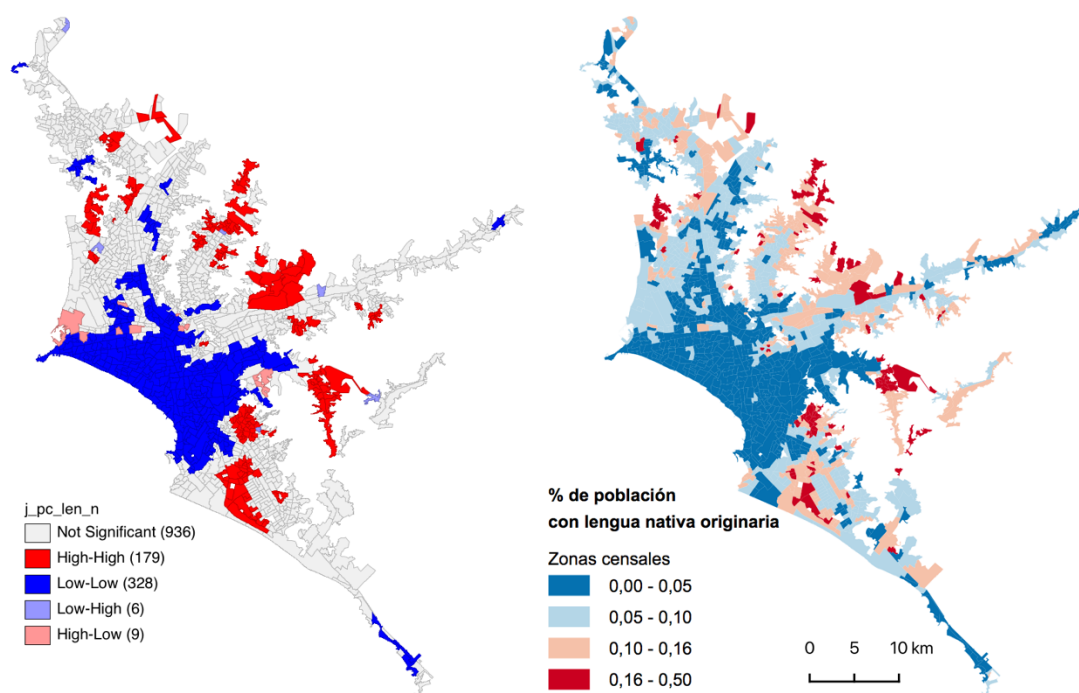 j_pc_len_n
Not Significant (936)
High-High (179)
Low-Low (328)
Low-High (6)
High-Low (9)
% de población
con lengua nativa originaria
Zonas censales
0,00 - 0,05
0,05 - 0,10
0,10 - 0,16
0,16 - 0,50
0 5 10 km